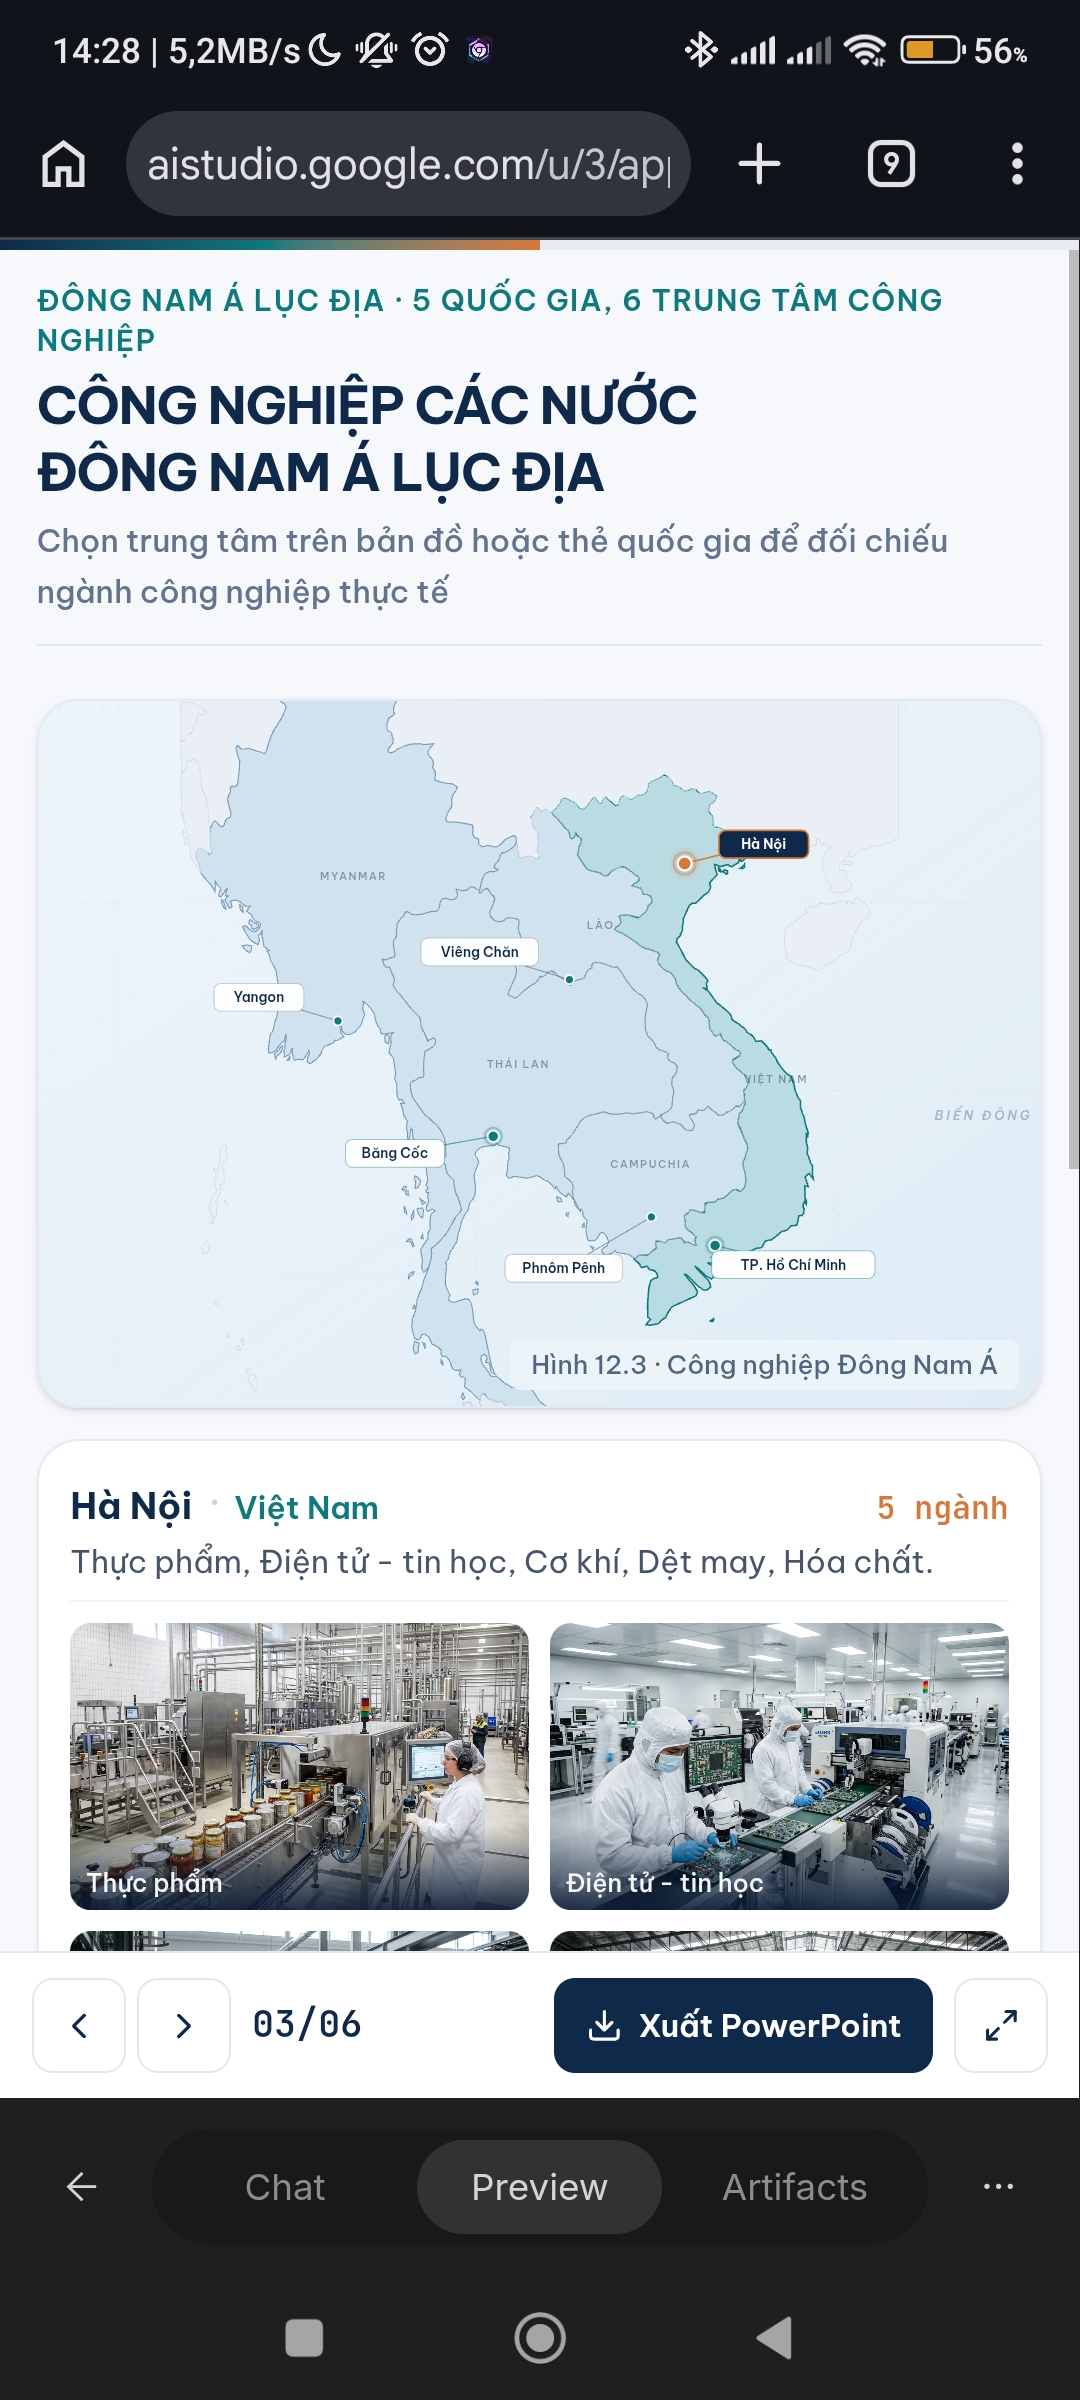 14:28 | 5,2MB/s
56%
aistudio.google.com/u/3/app
9
ĐÔNG NAM Á LỤC ĐỊA · 5 QUỐC GIA, 6 TRUNG TÂM CÔNG
NGHIỆP
CÔNG NGHIỆP CÁC NƯỚC
ĐÔNG NAM Á LỤC ĐỊA
Chọn trung tâm trên bản đồ hoặc thẻ quốc gia để đối chiếu
ngành công nghiệp thực tế
Hà Nội
MYANMAR
LÀO
Viêng Chăn
Yangon
THÁI LAN
VIỆT NAM
BIỂN ĐÔNG
Băng Cốc
CAMPUCHIA
Phnôm Pênh
TP. Hồ Chí Minh
Hình 12.3 · Công nghiệp Đông Nam Á
Hà Nội · Việt Nam
5 ngành
Thực phẩm, Điện tử - tin học, Cơ khí, Dệt may, Hóa chất.
Thực phẩm
Điện tử - tin học
03/06
Xuất PowerPoint
Chat
Preview
Artifacts